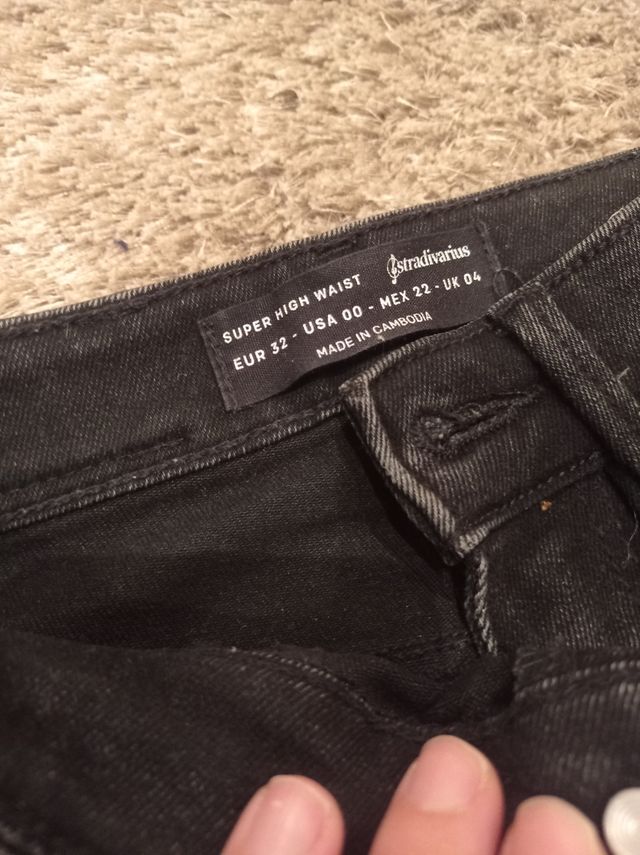 stradivarius
SUPER HIGH WAIST
EUR 32 - USA 00 - MEX 22 - UK 04
MADE IN CAMBODIA